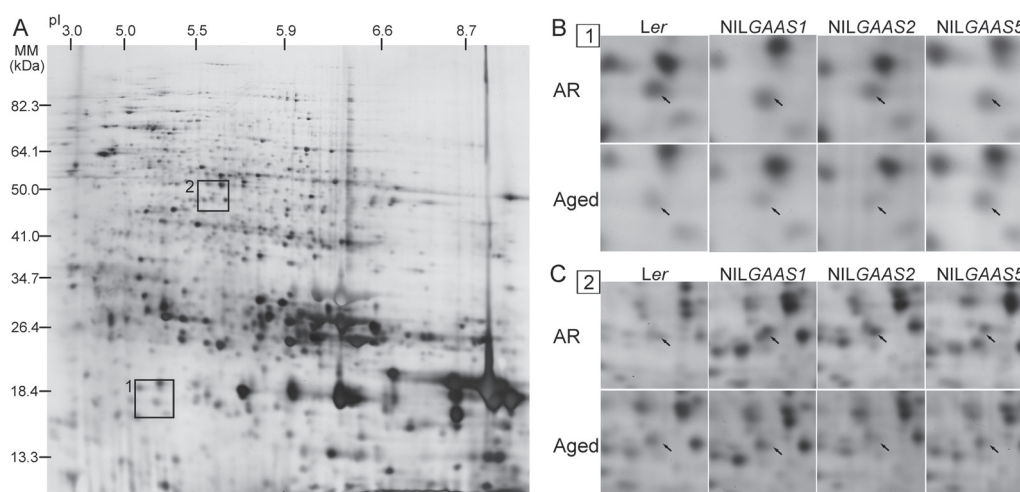 A
pI
3.0 5.0 5.5 5.9 6.6 8.7
MM
(kDa)
82.3
64.1
50.0
41.0
34.7
26.4
18.4
13.3
2
1
B 1
Ler NILGAAS1 NILGAAS2 NILGAAS5
AR
Aged
C 2
Ler NILGAAS1 NILGAAS2 NILGAAS5
AR
Aged